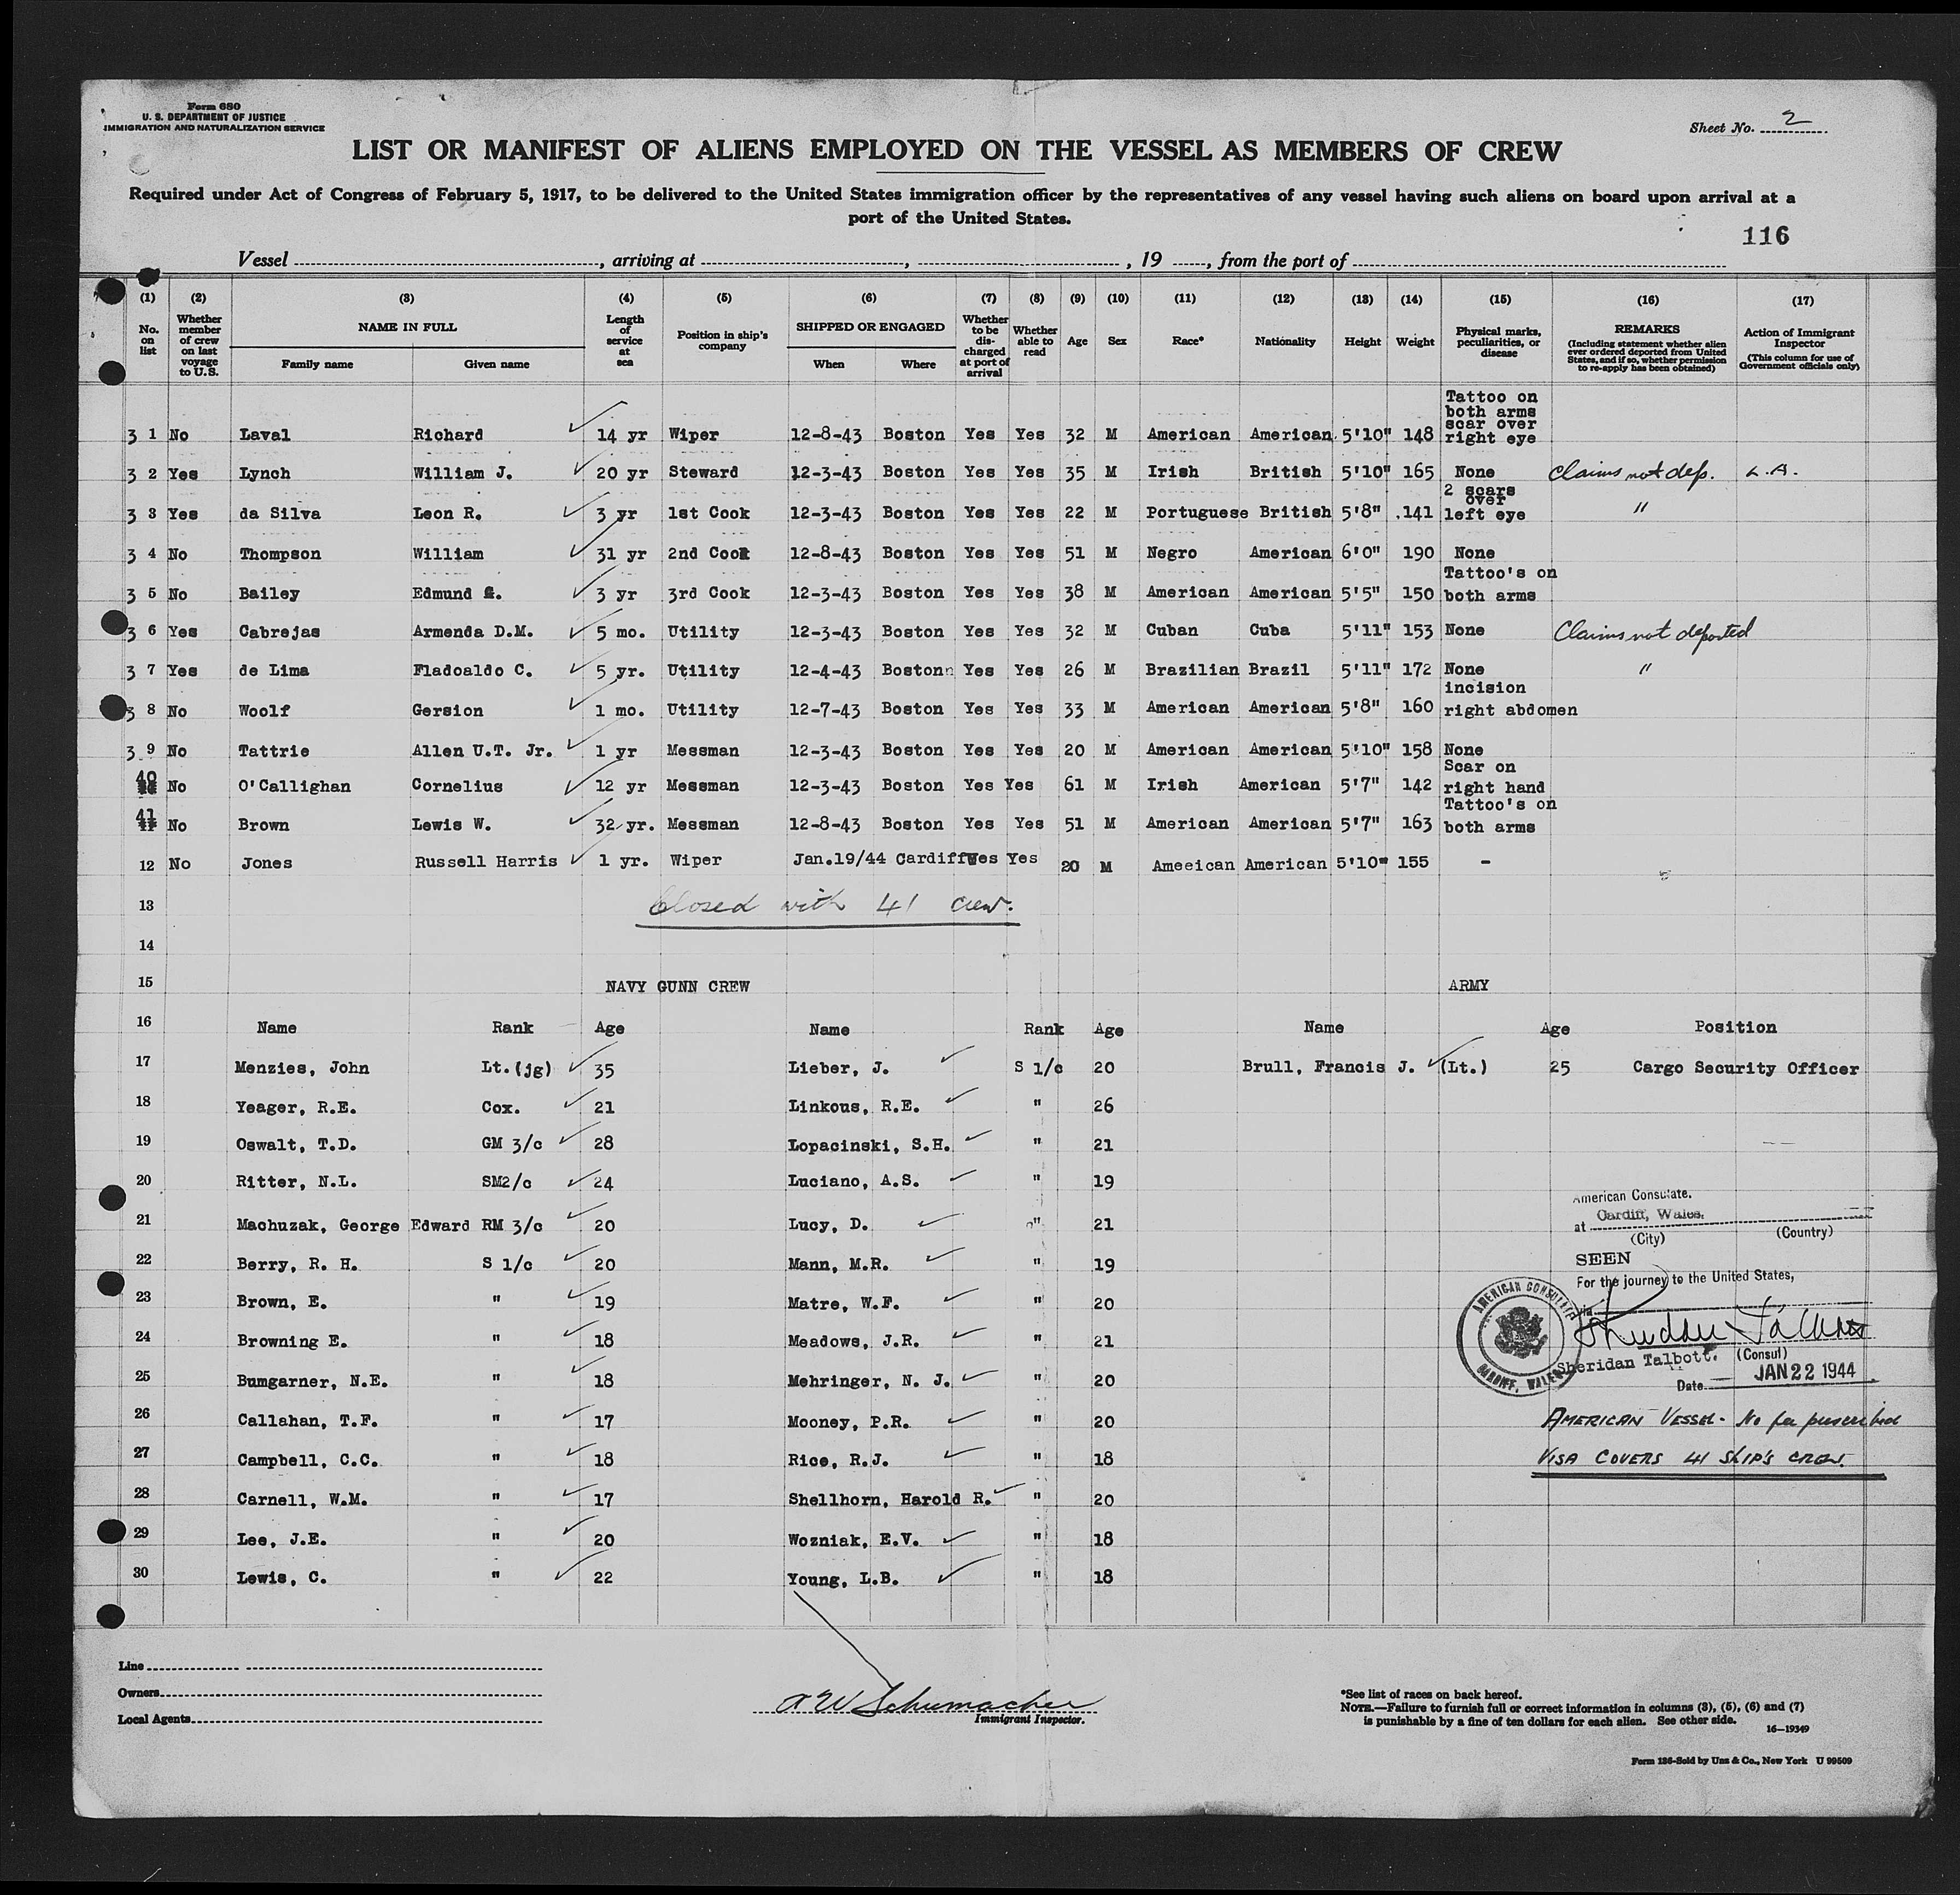 Form 680
U. S. DEPARTMENT OF JUSTICE
IMMIGRATION AND NATURALIZATION SERVICE
Sheet No. 2
LIST OR MANIFEST OF ALIENS EMPLOYED ON THE VESSEL AS MEMBERS OF CREW
Required under Act of Congress of February 5, 1917, to be delivered to the United States immigration officer by the representatives of any vessel having such aliens on board upon arrival at a
port of the United States.
116
Vessel , arriving at , , 19 , from the port of
(1) (2) (3) (4) (5) (6) (7) (8) (9) (10) (11) (12) (13) (14) (15) (16) (17)
No. on list
Whether member of crew on last voyage to U.S.
NAME IN FULL
Family name Given name
Length of service at sea
Position in ship's company
SHIPPED OR ENGAGED
When Where
Whether to be discharged at port of arrival
Whether able to read
Age
Sex
Race*
Nationality
Height
Weight
Physical marks, peculiarities, or disease
REMARKS
(Including statement whether alien ever ordered deported from United States, and if so, whether permission to re-apply has been obtained)
Action of Immigrant Inspector
(This column for use of Government officials only)
3 1 No Laval Richard 14 yr Wiper 12-8-43 Boston Yes Yes 32 M American American 5'10" 148 Tattoo on both arms scar over right eye
3 2 Yes Lynch William J. 20 yr Steward 12-3-43 Boston Yes Yes 35 M Irish British 5'10" 165 None Claims not dep. L.A.
3 3 Yes da Silva Leon R. 3 yr 1st Cook 12-3-43 Boston Yes Yes 22 M Portuguese British 5'8" 141 2 scars over left eye "
3 4 No Thompson William 31 yr 2nd Cook 12-8-43 Boston Yes Yes 51 M Negro American 6'0" 190 None
3 5 No Bailey Edmund G. 3 yr 3rd Cook 12-3-43 Boston Yes Yes 38 M American American 5'5" 150 Tattoo's on both arms
3 6 Yes Cabrejas Armenda D.M. 5 mo. Utility 12-3-43 Boston Yes Yes 32 M Cuban Cuba 5'11" 153 None Claims not deported
3 7 Yes de Lima Fladoaldo C. 5 yr. Utility 12-4-43 Bostonn Yes Yes 26 M Brazilian Brazil 5'11" 172 None "
3 8 No Woolf Gersion 1 mo. Utility 12-7-43 Boston Yes Yes 33 M American American 5'8" 160 incision right abdomen
3 9 No Tattrie Allen U.T. Jr. 1 yr Messman 12-3-43 Boston Yes Yes 20 M American American 5'10" 158 None
40 No O'Callighan Cornelius 12 yr Messman 12-3-43 Boston Yes Yes 61 M Irish American 5'7" 142 Scar on right hand
41 No Brown Lewis W. 32 yr. Messman 12-8-43 Boston Yes Yes 51 M American American 5'7" 163 Tattoo's on both arms
12 No Jones Russell Harris 1 yr. Wiper Jan.19/44 Cardiff Yes Yes 20 M Ameeican American 5'10" 155 -
13 Closed with 41 crew.
14
15 NAVY GUNN CREW ARMY
16 Name Rank Age Name Rank Age Name Age Position
17 Menzies, John Lt.(jg) 35 Lieber, J. S 1/c 20 Brull, Francis J. (Lt.) 25 Cargo Security Officer
18 Yeager, R.E. Cox. 21 Linkous, R.E. " 26
19 Oswalt, T.D. GM 3/c 28 Lopacinski, S.H. " 21
20 Ritter, N.L. SM2/c 24 Luciano, A.S. " 19
21 Machuzak, George Edward RM 3/c 20 Lucy, D. " 21
22 Berry, R. H. S 1/c 20 Mann, M.R. " 19
23 Brown, E. " 19 Matre, W.F. " 20
24 Browning E. " 18 Meadows, J.R. " 21
25 Bumgarner, N.E. " 18 Mehringer, N. J. " 20
26 Callahan, T.F. " 17 Mooney, P.R. " 20
27 Campbell, C.C. " 18 Rice, R.J. " 18
28 Carnell, W.M. " 17 Shellhorn, Harold R. " 20
29 Lee, J.E. " 20 Wozniak, E.V. " 18
30 Lewis, C. " 22 Young, L.B. " 18
American Consulate.
at Cardiff, Wales.
(City) (Country)
SEEN
For the journey to the United States,
via
AMERICAN CONSULATE CARDIFF, WALES
Sheridan Talbott
Sheridan Talbott. (Consul)
Date JAN 22 1944
AMERICAN VESSEL - No fee prescribed
VISA COVERS 41 SHIP'S CREW.
Line
Owners
Local Agents
Schumacher
Immigrant Inspector.
*See list of races on back hereof.
NOTE.—Failure to furnish full or correct information in columns (3), (5), (6) and (7)
is punishable by a fine of ten dollars for each alien. See other side.
16—19349
Form 186-Sold by Unz & Co., New York U 99509